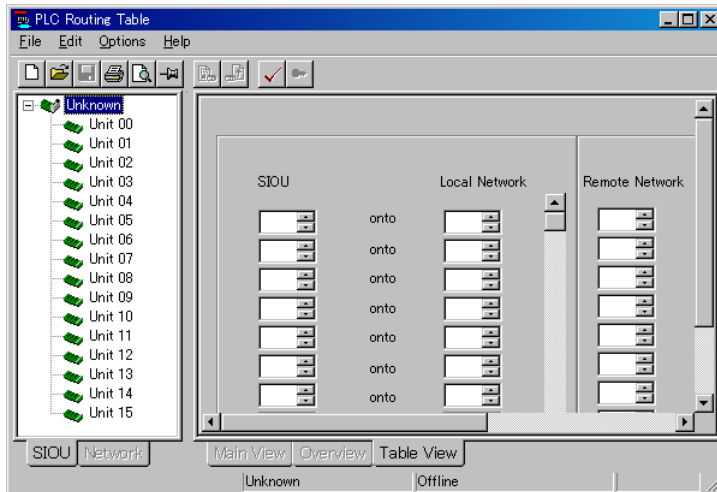 PLC Routing Table
File Edit Options Help
Unknown
Unit 00
Unit 01
Unit 02
Unit 03
Unit 04
Unit 05
Unit 06
Unit 07
Unit 08
Unit 09
Unit 10
Unit 11
Unit 12
Unit 13
Unit 14
Unit 15
SIOU Network
SIOU Local Network Remote Network
onto
onto
onto
onto
onto
onto
onto
Main View Overview Table View
Unknown Offline